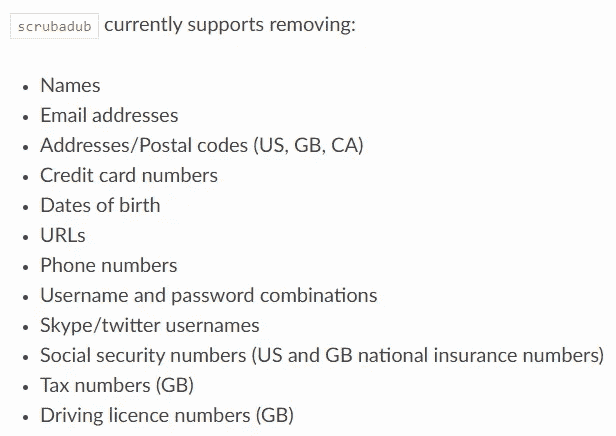 scrubadub currently supports removing:
• Names
• Email addresses
• Addresses/Postal codes (US, GB, CA)
• Credit card numbers
• Dates of birth
• URLs
• Phone numbers
• Username and password combinations
• Skype/twitter usernames
• Social security numbers (US and GB national insurance numbers)
• Tax numbers (GB)
• Driving licence numbers (GB)